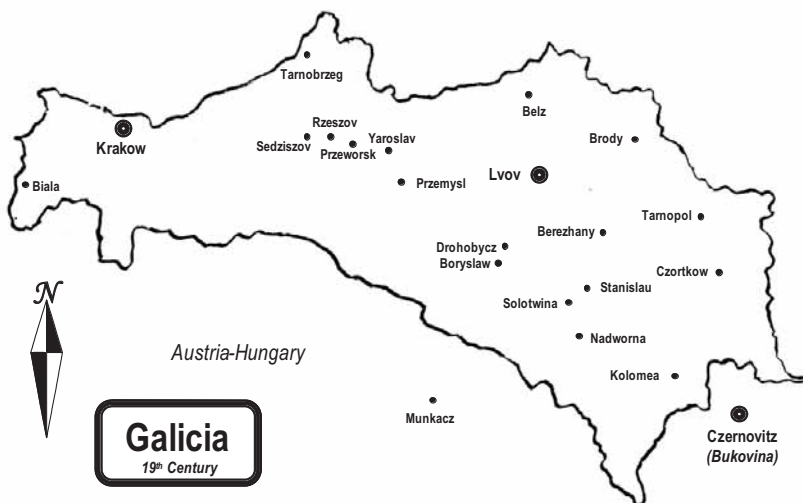 Tarnobrzeg
Belz
Krakow
Rzeszov
Sedziszov
Przeworsk
Yaroslav
Brody
Biala
Przemysl
Lvov
Tarnopol
Berezhany
Drohobycz
Boryslaw
Czortkow
Stanislau
Solotwina
N
Nadworna
Austria-Hungary
Kolomea
Munkacz
Galicia
19th Century
Czernovitz
(Bukovina)